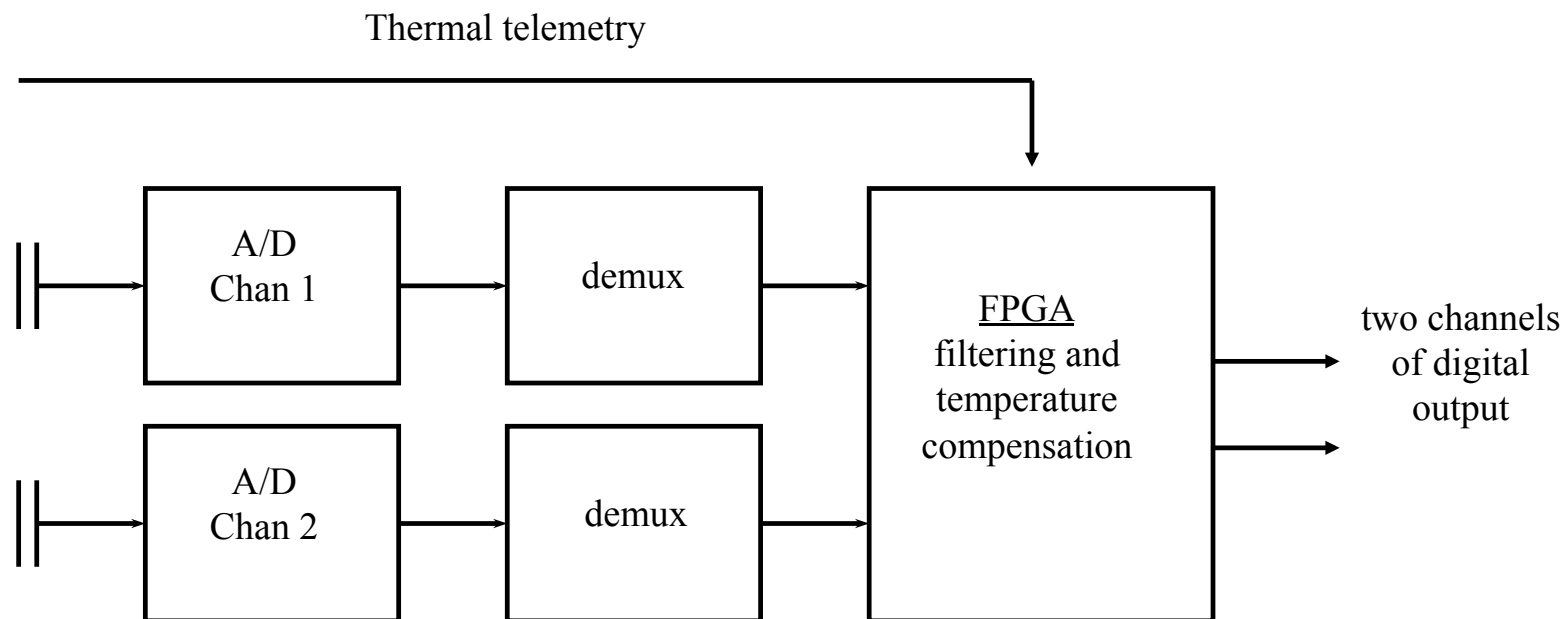 Thermal telemetry
A/D
Chan 1
demux
A/D
Chan 2
demux
FPGA
filtering and
temperature
compensation
two channels
of digital
output